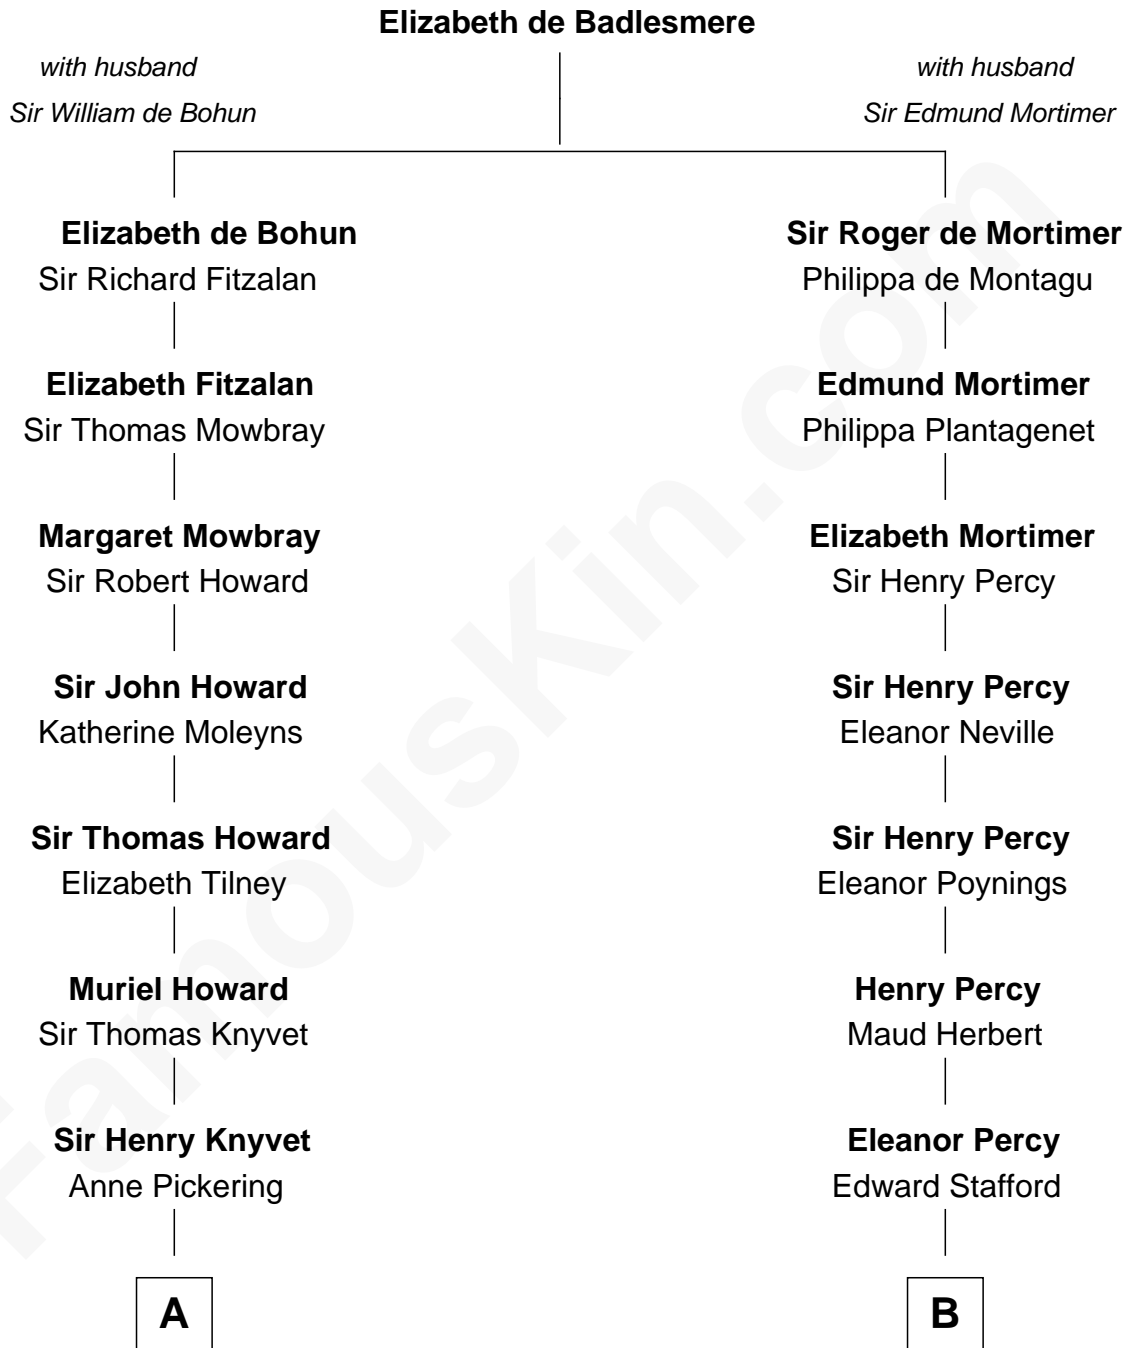 Elizabeth de Badlesmere
with husband
Sir William de Bohun
with husband
Sir Edmund Mortimer
Elizabeth de Bohun
Sir Richard Fitzalan
Sir Roger de Mortimer
Philippa de Montagu
Elizabeth Fitzalan
Sir Thomas Mowbray
Edmund Mortimer
Philippa Plantagenet
Margaret Mowbray
Sir Robert Howard
Elizabeth Mortimer
Sir Henry Percy
Sir John Howard
Katherine Moleyns
Sir Henry Percy
Eleanor Neville
Sir Thomas Howard
Elizabeth Tilney
Sir Henry Percy
Eleanor Poynings
Muriel Howard
Sir Thomas Knyvet
Henry Percy
Maud Herbert
Sir Henry Knyvet
Anne Pickering
Eleanor Percy
Edward Stafford
A
B
FamousKin.com